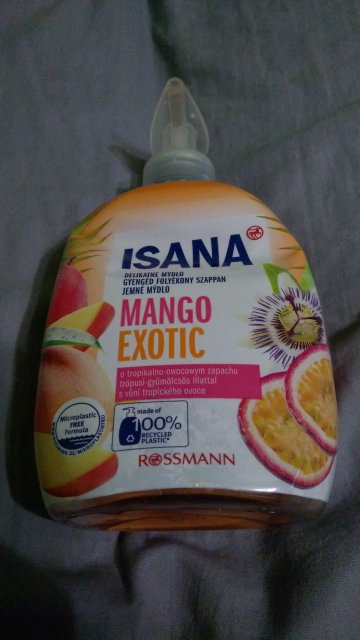 ISANA
DELIKATNE MYDŁO
GYENGÉD FOLYÉKONY SZAPPAN
JEMNÉ MÝDLO
MANGO
EXOTIC
o tropikalno-owocowym zapachu
trópusi-gyümölcsös illattal
s vůní tropického ovoce
Microplastic
FREE
formula
made of
100%
RECYCLED
PLASTIC*
ROSSMANN